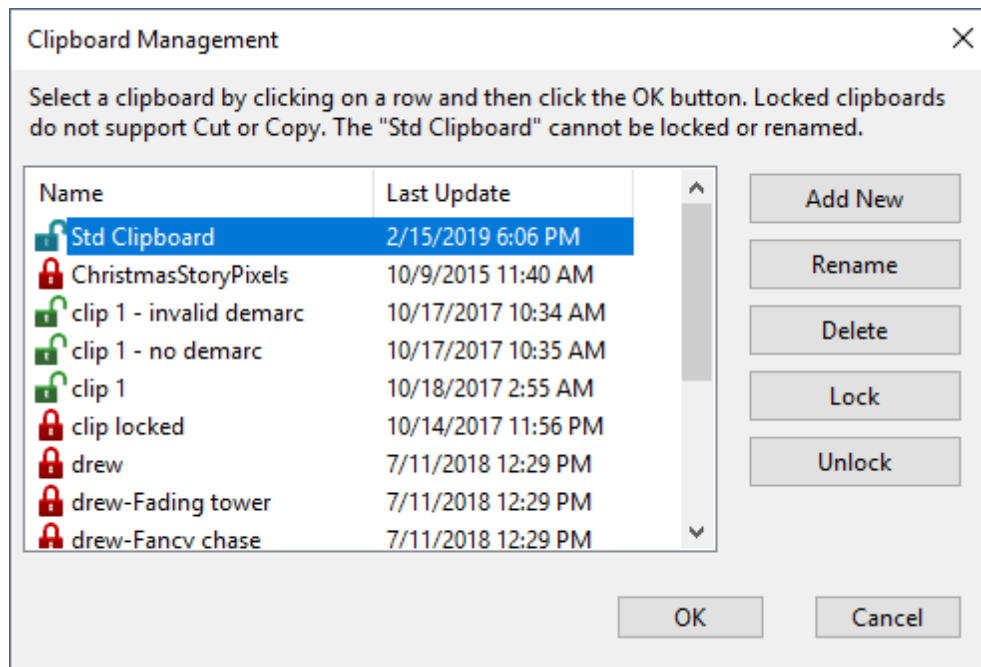 Clipboard Management
Select a clipboard by clicking on a row and then click the OK button. Locked clipboards
do not support Cut or Copy. The "Std Clipboard" cannot be locked or renamed.
Name Last Update
Std Clipboard 2/15/2019 6:06 PM
ChristmasStoryPixels 10/9/2015 11:40 AM
clip 1 - invalid demarc 10/17/2017 10:34 AM
clip 1 - no demarc 10/17/2017 10:35 AM
clip 1 10/18/2017 2:55 AM
clip locked 10/14/2017 11:56 PM
drew 7/11/2018 12:29 PM
drew-Fading tower 7/11/2018 12:29 PM
drew-Fancy chase 7/11/2018 12:29 PM
Add New
Rename
Delete
Lock
Unlock
OK Cancel